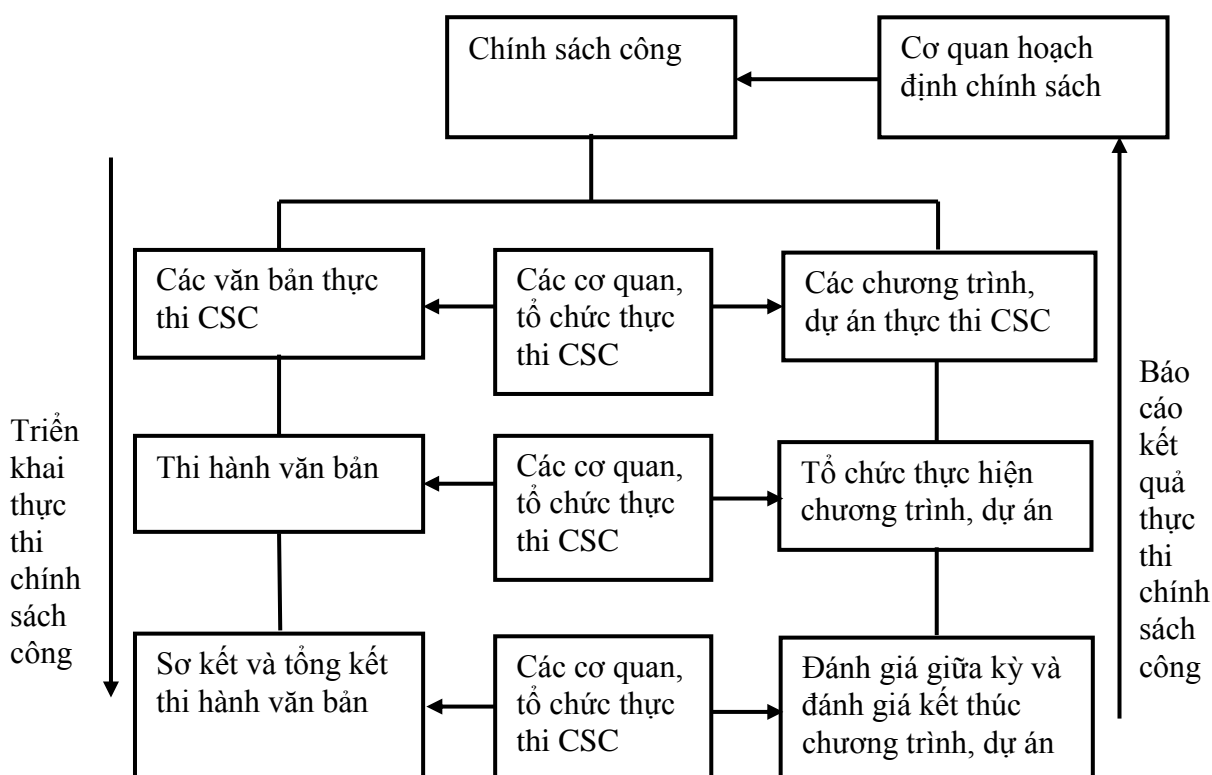 Chính sách công
Cơ quan hoạch
định chính sách
Các văn bản thực
thi CSC
Các cơ quan,
tổ chức thực
thi CSC
Các chương trình,
dự án thực thi CSC
Triển
khai
thực
thi
chính
sách
công
Thi hành văn bản
Các cơ quan,
tổ chức thực
thi CSC
Tổ chức thực hiện
chương trình, dự án
Báo
cáo
kết
quả
thực
thi
chính
sách
công
Sơ kết và tổng kết
thi hành văn bản
Các cơ quan,
tổ chức thực
thi CSC
Đánh giá giữa kỳ và
đánh giá kết thúc
chương trình, dự án